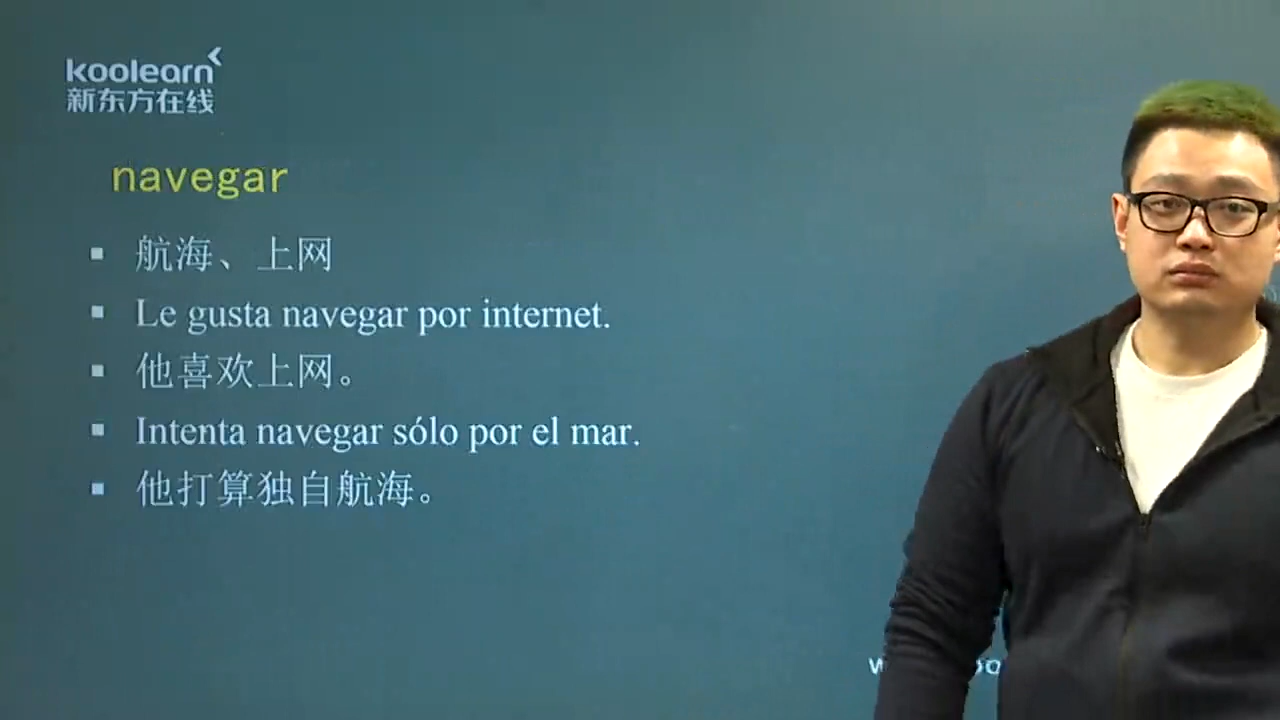 koolearn
新东方在线
navegar
航海、上网
Le gusta navegar por internet.
他喜欢上网。
Intenta navegar sólo por el mar.
他打算独自航海。